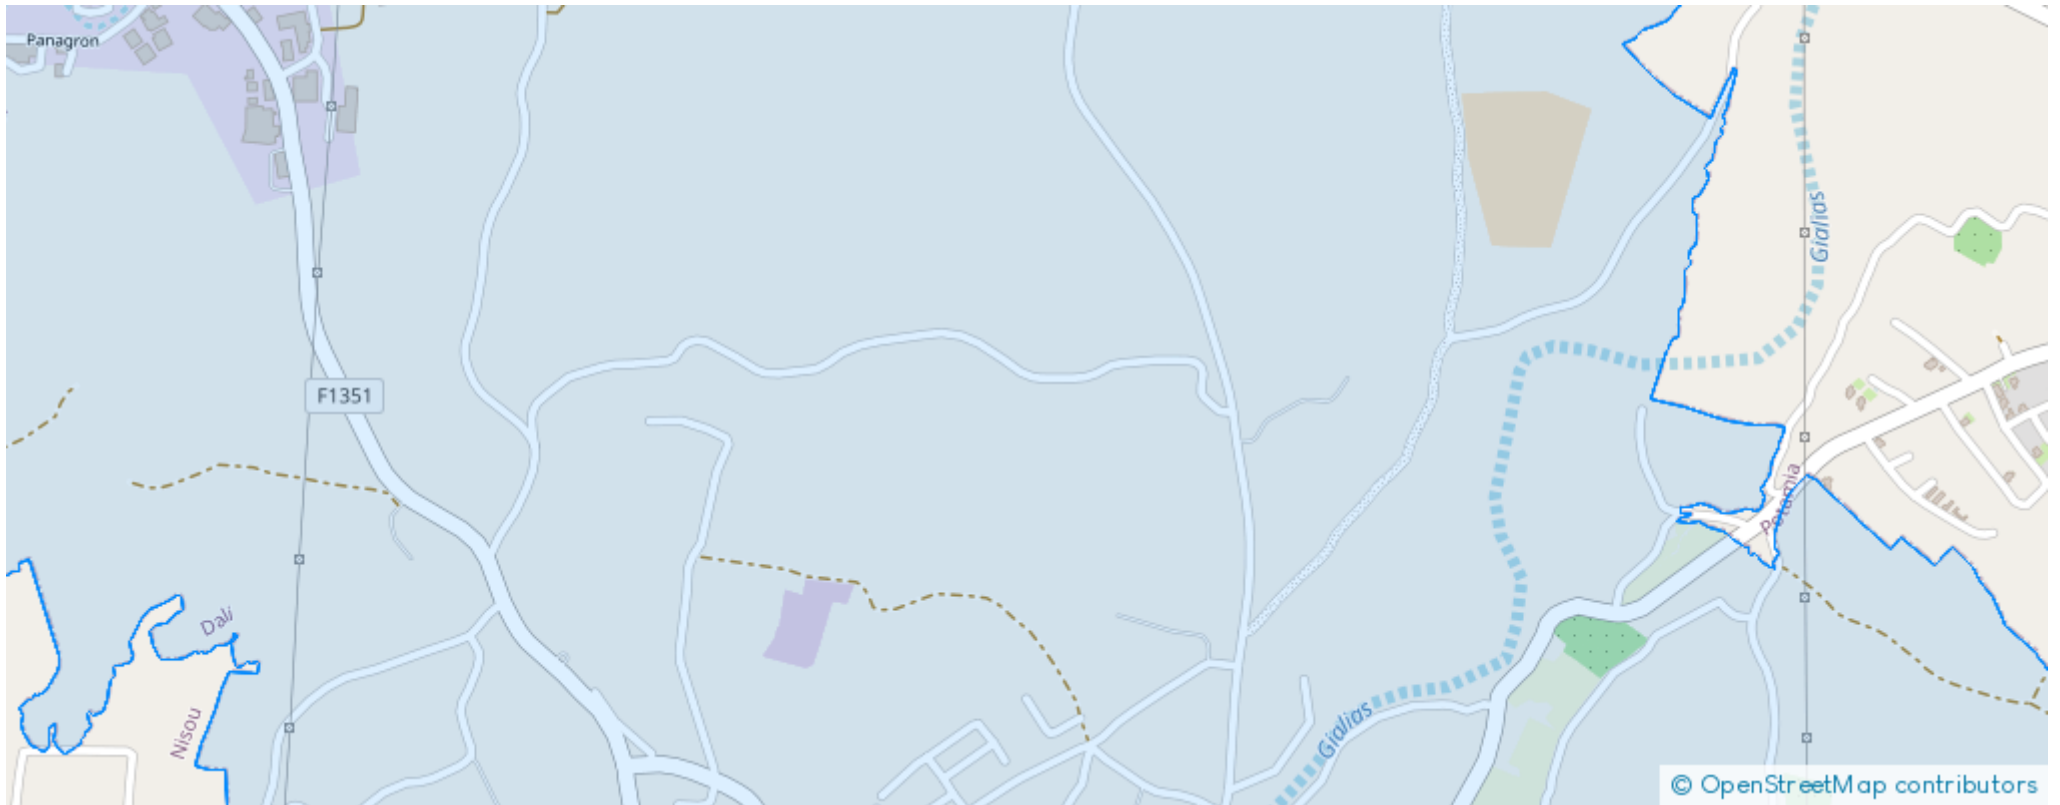 Panagron
Gialias
F1351
Potamia
Dali
Nisou
Gialias
© OpenStreetMap contributors